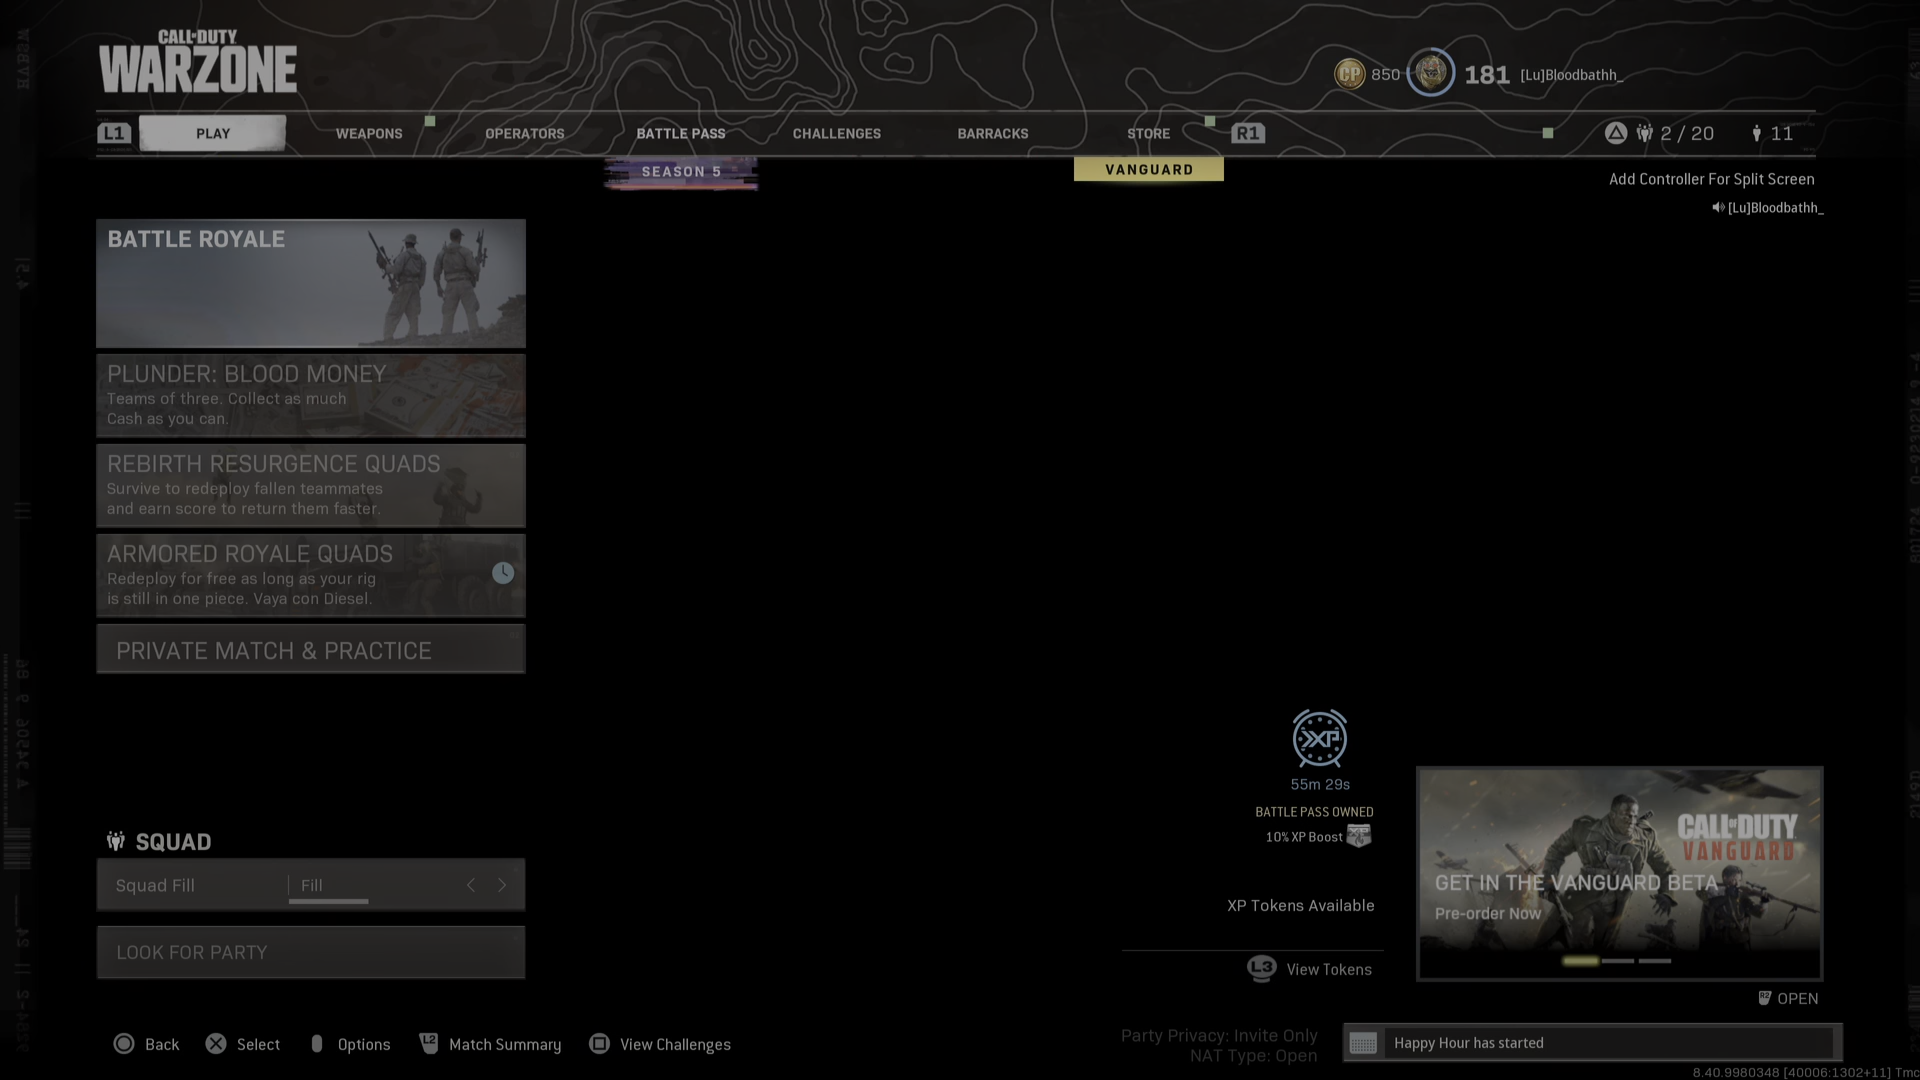 CALL OF DUTY
WARZONE
CP 850 181 [Lu]Bloodbathh_
L1 PLAY WEAPONS OPERATORS BATTLE PASS CHALLENGES BARRACKS STORE R1 2 / 20 11
SEASON 5
VANGUARD
Add Controller For Split Screen
[Lu]Bloodbathh_
BATTLE ROYALE
PLUNDER: BLOOD MONEY
Teams of three. Collect as much
Cash as you can.
REBIRTH RESURGENCE QUADS
Survive to redeploy fallen teammates
and earn score to return them faster.
ARMORED ROYALE QUADS
Redeploy for free as long as your rig
is still in one piece. Vaya con Diesel.
PRIVATE MATCH & PRACTICE
SQUAD
Squad Fill Fill
LOOK FOR PARTY
XP
55m 29s
BATTLE PASS OWNED
10% XP Boost XP
XP Tokens Available
L3 View Tokens
CALL OF DUTY
VANGUARD
GET IN THE VANGUARD BETA
Pre-order Now
R2 OPEN
Back Select Options L2 Match Summary View Challenges
Party Privacy: Invite Only
NAT Type: Open
Happy Hour has started
8.40.9980348 [40006:1302+11] Tmc